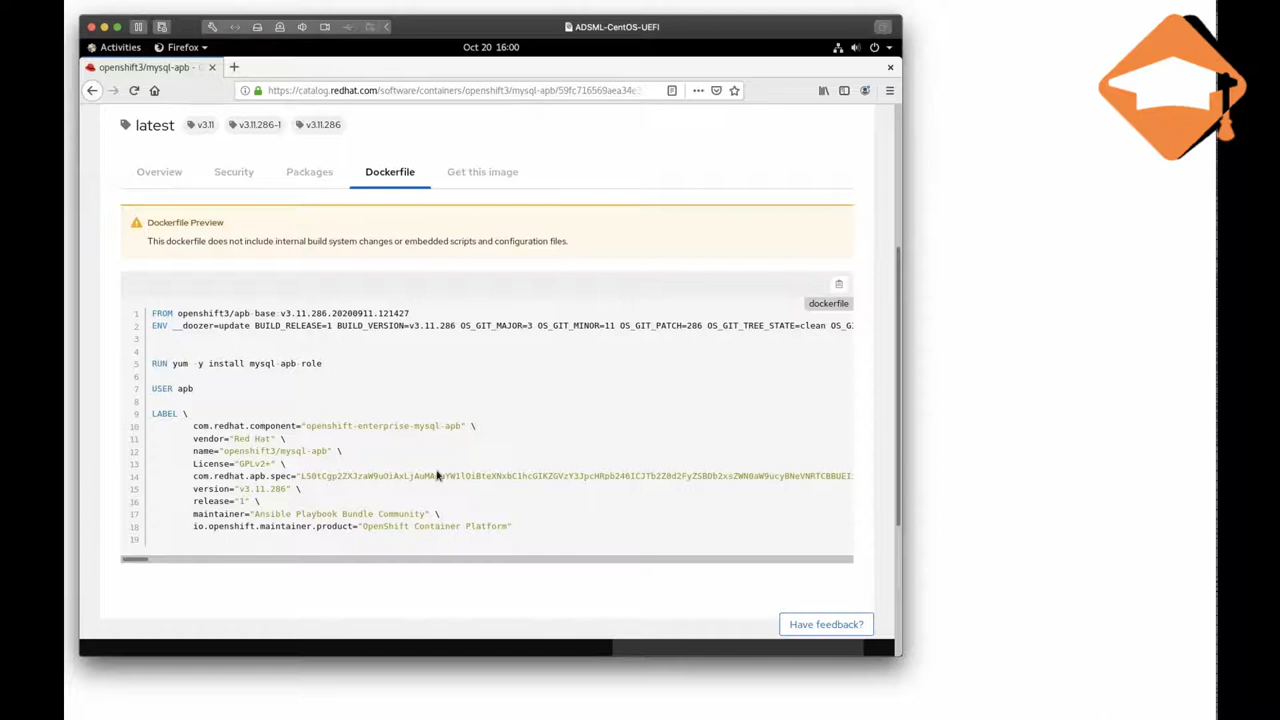 ADSML-CentOS-UEFI
Activities Firefox Oct 20 16:00
openshift3/mysql-apb -
https://catalog.redhat.com/software/containers/openshift3/mysql-apb/59fc716569aea34e3
latest v3.11 v3.11.286-1 v3.11.286
Overview Security Packages Dockerfile Get this image
Dockerfile Preview
This dockerfile does not include internal build system changes or embedded scripts and configuration files.
dockerfile
1 FROM openshift3/apb-base:v3.11.286.20200911.121427
2 ENV __doozer=update BUILD_RELEASE=1 BUILD_VERSION=v3.11.286 OS_GIT_MAJOR=3 OS_GIT_MINOR=11 OS_GIT_PATCH=286 OS_GIT_TREE_STATE=clean
3
4
5 RUN yum -y install mysql-apb-role
6
7 USER apb
8
9 LABEL \
10 com.redhat.component="openshift-enterprise-mysql-apb" \
11 vendor="Red Hat" \
12 name="openshift3/mysql-apb" \
13 License="GPLv2+" \
14 com.redhat.apb.spec=
15 version="v3.11.286" \
16 release="1" \
17 maintainer="Ansible Playbook Bundle Community" \
18 io.openshift.maintainer.product="OpenShift Container Platform"
19
Have feedback?